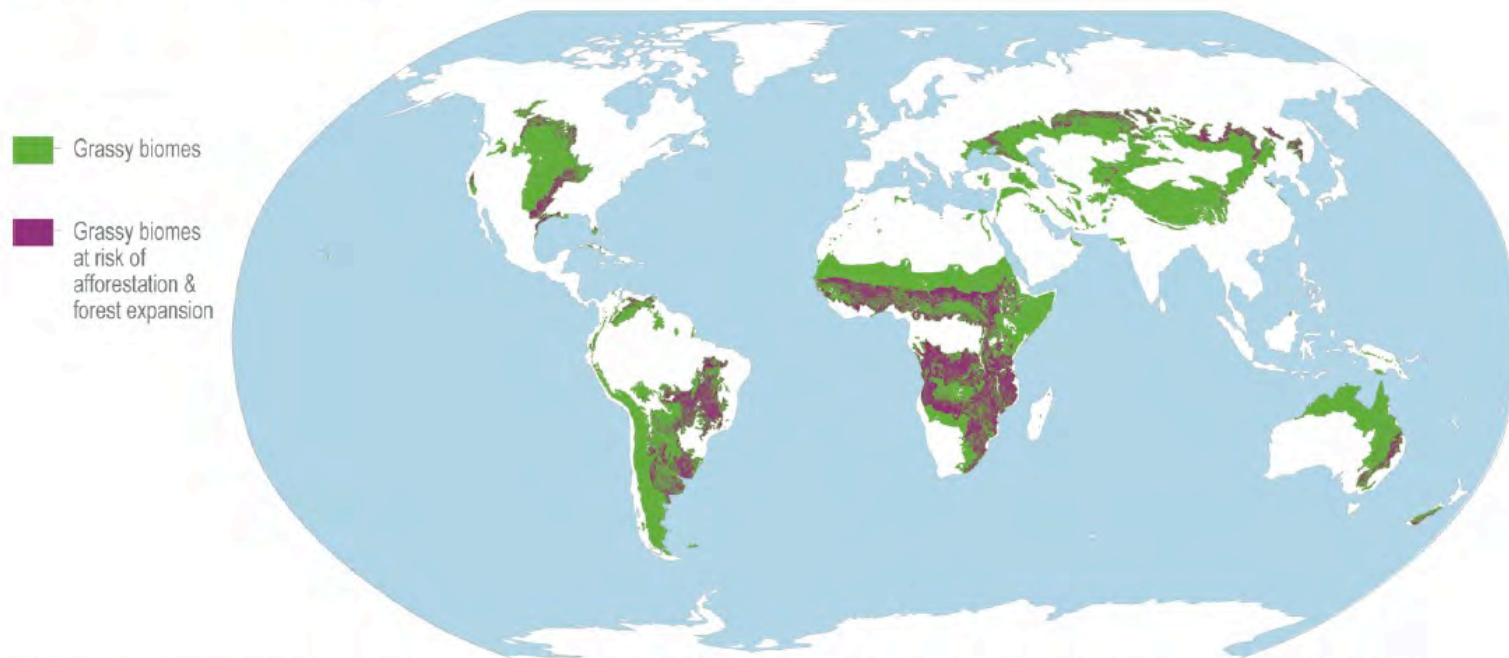 Grassy biomes
Grassy biomes
at risk of
afforestation &
forest expansion